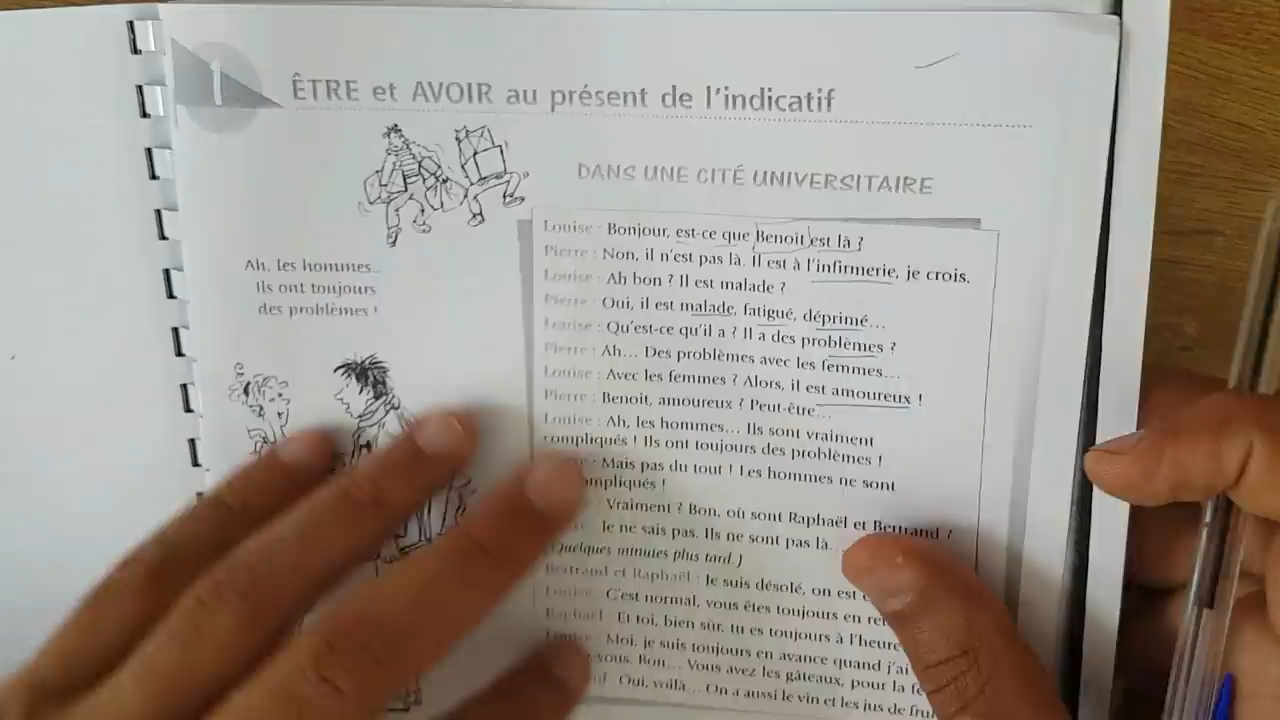 1
ÊTRE et AVOIR au présent de l'indicatif
DANS UNE CITÉ UNIVERSITAIRE
Ah, les hommes...
Ils ont toujours
des problèmes !
Louise : Bonjour, est-ce que Benoit est là ?
Pierre : Non, il n'est pas là. Il est à l'infirmerie, je crois.
Louise : Ah bon ? Il est malade ?
Pierre : Oui, il est malade, fatigué, déprimé...
Louise : Qu'est-ce qu'il a ? Il a des problèmes ?
Pierre : Ah... Des problèmes avec les femmes...
Louise : Avec les femmes ? Alors, il est amoureux !
Pierre : Benoit, amoureux ? Peut-être...
Louise : Ah, les hommes... Ils sont vraiment
compliqués ! Ils ont toujours des problèmes !
: Mais pas du tout ! Les hommes ne sont
compliqués !
Vraiment ? Bon, où sont Raphaël et Bertrand ?
Je ne sais pas. Ils ne sont pas là...
(Quelques minutes plus tard.)
Bertrand et Raphaël : Je suis désolé, on est
Louise : C'est normal, vous êtes toujours en
Raphaël : Et toi, bien sûr, tu es toujours à l'heure
Louise : Moi, je suis toujours en avance quand j'ai
vous. Bon... Vous avez les gâteaux, pour la
Oui, voilà... On a aussi le vin et les jus de